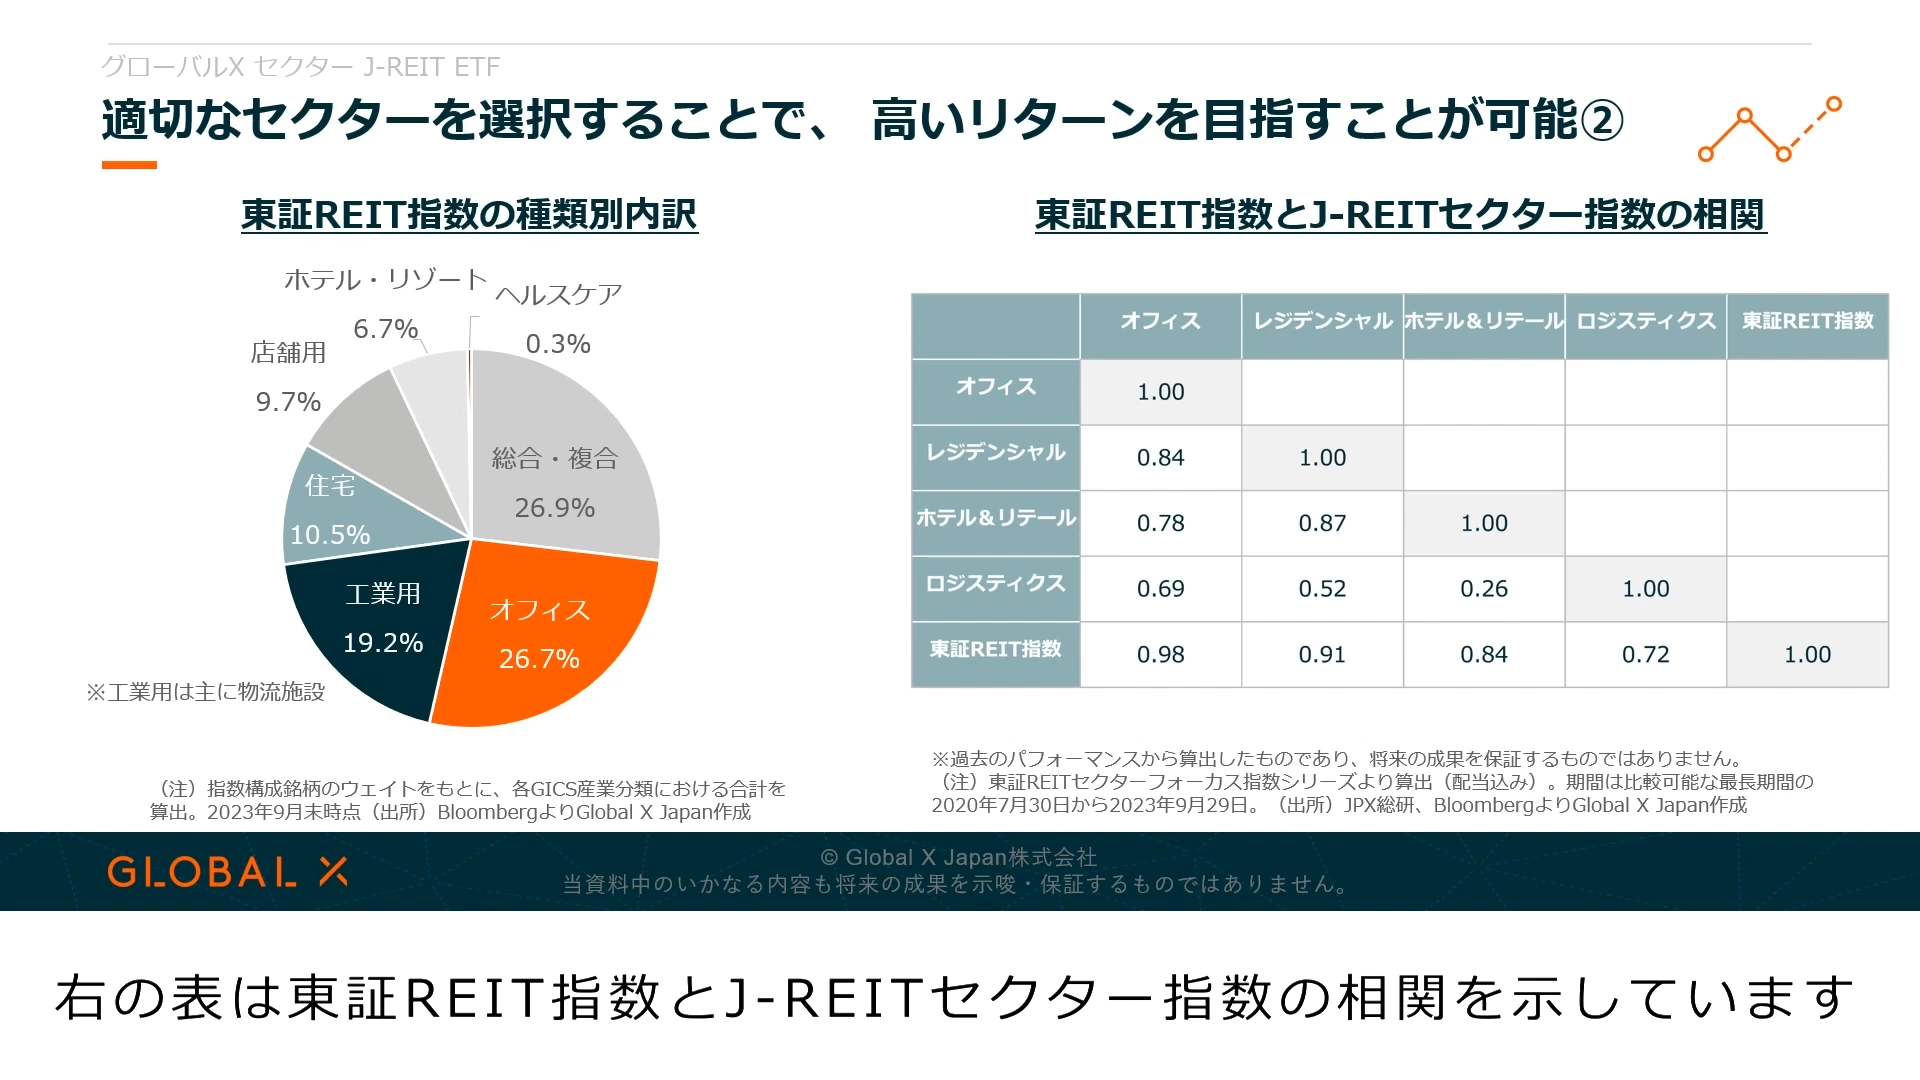 グローバルX セクター J-REIT ETF
適切なセクターを選択することで、 高いリターンを目指すことが可能②
東証REIT指数の種類別内訳
ホテル・リゾート
6.7%
ヘルスケア
0.3%
店舗用
9.7%
総合・複合
26.9%
住宅
10.5%
工業用
19.2%
オフィス
26.7%
※工業用は主に物流施設
（注）指数構成銘柄のウェイトをもとに、各GICS産業分類における合計を
算出。2023年9月末時点（出所）BloombergよりGlobal X Japan作成
東証REIT指数とJ-REITセクター指数の相関
オフィス レジデンシャル ホテル＆リテール ロジスティクス 東証REIT指数
オフィス 1.00
レジデンシャル 0.84 1.00
ホテル＆リテール 0.78 0.87 1.00
ロジスティクス 0.69 0.52 0.26 1.00
東証REIT指数 0.98 0.91 0.84 0.72 1.00
※過去のパフォーマンスから算出したものであり、将来の成果を保証するものではありません。
（注）東証REITセクターフォーカス指数シリーズより算出（配当込み）。期間は比較可能な最長期間の
2020年7月30日から2023年9月29日。（出所）JPX総研、BloombergよりGlobal X Japan作成
GLOBAL X
© Global X Japan株式会社
当資料中のいかなる内容も将来の成果を示唆・保証するものではありません。
右の表は東証REIT指数とJ-REITセクター指数の相関を示しています